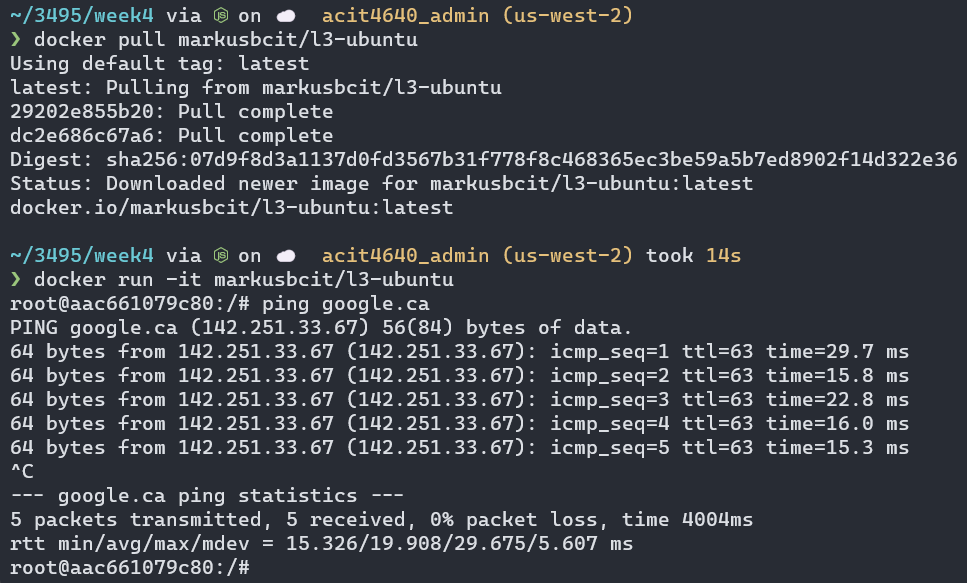 ~/3495/week4 via JS on acit4640_admin (us-west-2)
❯ docker pull markusbcit/l3-ubuntu
Using default tag: latest
latest: Pulling from markusbcit/l3-ubuntu
29202e855b20: Pull complete
dc2e686c67a6: Pull complete
Digest: sha256:07d9f8d3a1137d0fd3567b31f778f8c468365ec3be59a5b7ed8902f14d322e36
Status: Downloaded newer image for markusbcit/l3-ubuntu:latest
docker.io/markusbcit/l3-ubuntu:latest
~/3495/week4 via JS on acit4640_admin (us-west-2) took 14s
❯ docker run -it markusbcit/l3-ubuntu
root@aac661079c80:/# ping google.ca
PING google.ca (142.251.33.67) 56(84) bytes of data.
64 bytes from 142.251.33.67 (142.251.33.67): icmp_seq=1 ttl=63 time=29.7 ms
64 bytes from 142.251.33.67 (142.251.33.67): icmp_seq=2 ttl=63 time=15.8 ms
64 bytes from 142.251.33.67 (142.251.33.67): icmp_seq=3 ttl=63 time=22.8 ms
64 bytes from 142.251.33.67 (142.251.33.67): icmp_seq=4 ttl=63 time=16.0 ms
64 bytes from 142.251.33.67 (142.251.33.67): icmp_seq=5 ttl=63 time=15.3 ms
^C
--- google.ca ping statistics ---
5 packets transmitted, 5 received, 0% packet loss, time 4004ms
rtt min/avg/max/mdev = 15.326/19.908/29.675/5.607 ms
root@aac661079c80:/#